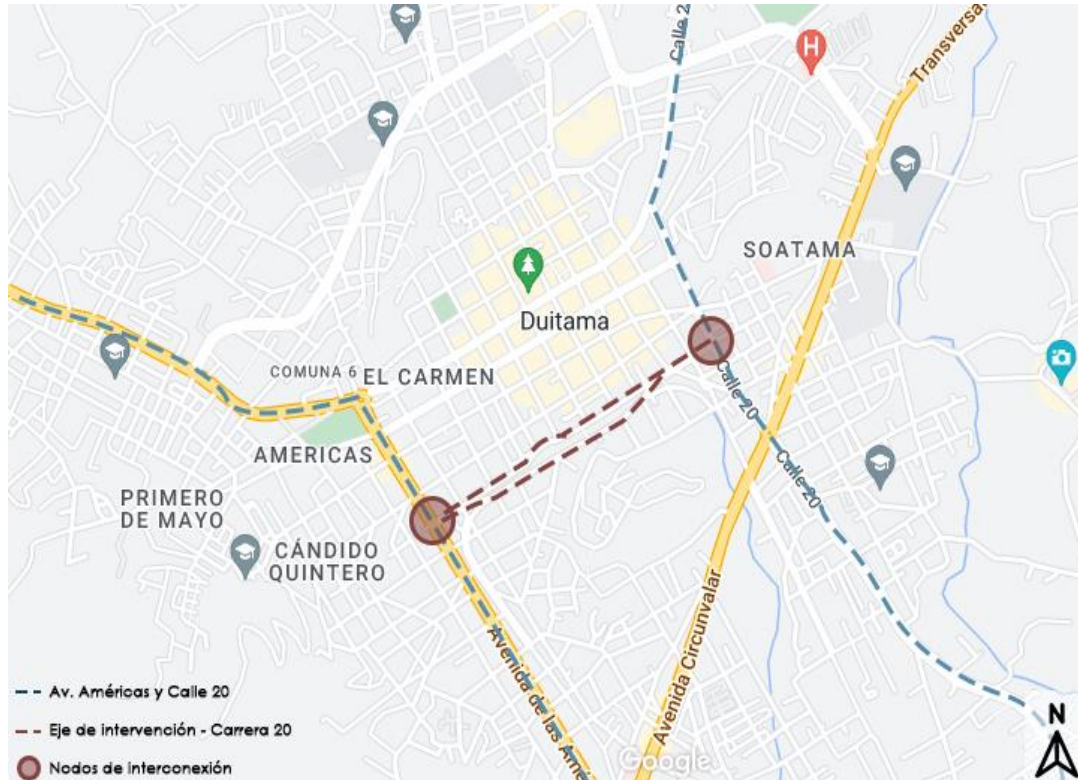 Calle 2
H
Transversal
SOATAMA
Duitama
COMUNA 6
EL CARMEN
Calle 20
AMERICAS
Calle 20
PRIMERO
DE MAYO
CÁNDIDO
QUINTERO
Avenida Circunvalar
Avenida de las Amé
Av. Américas y Calle 20
Eje de intervención - Carrera 20
Nodos de interconexión
Google
N